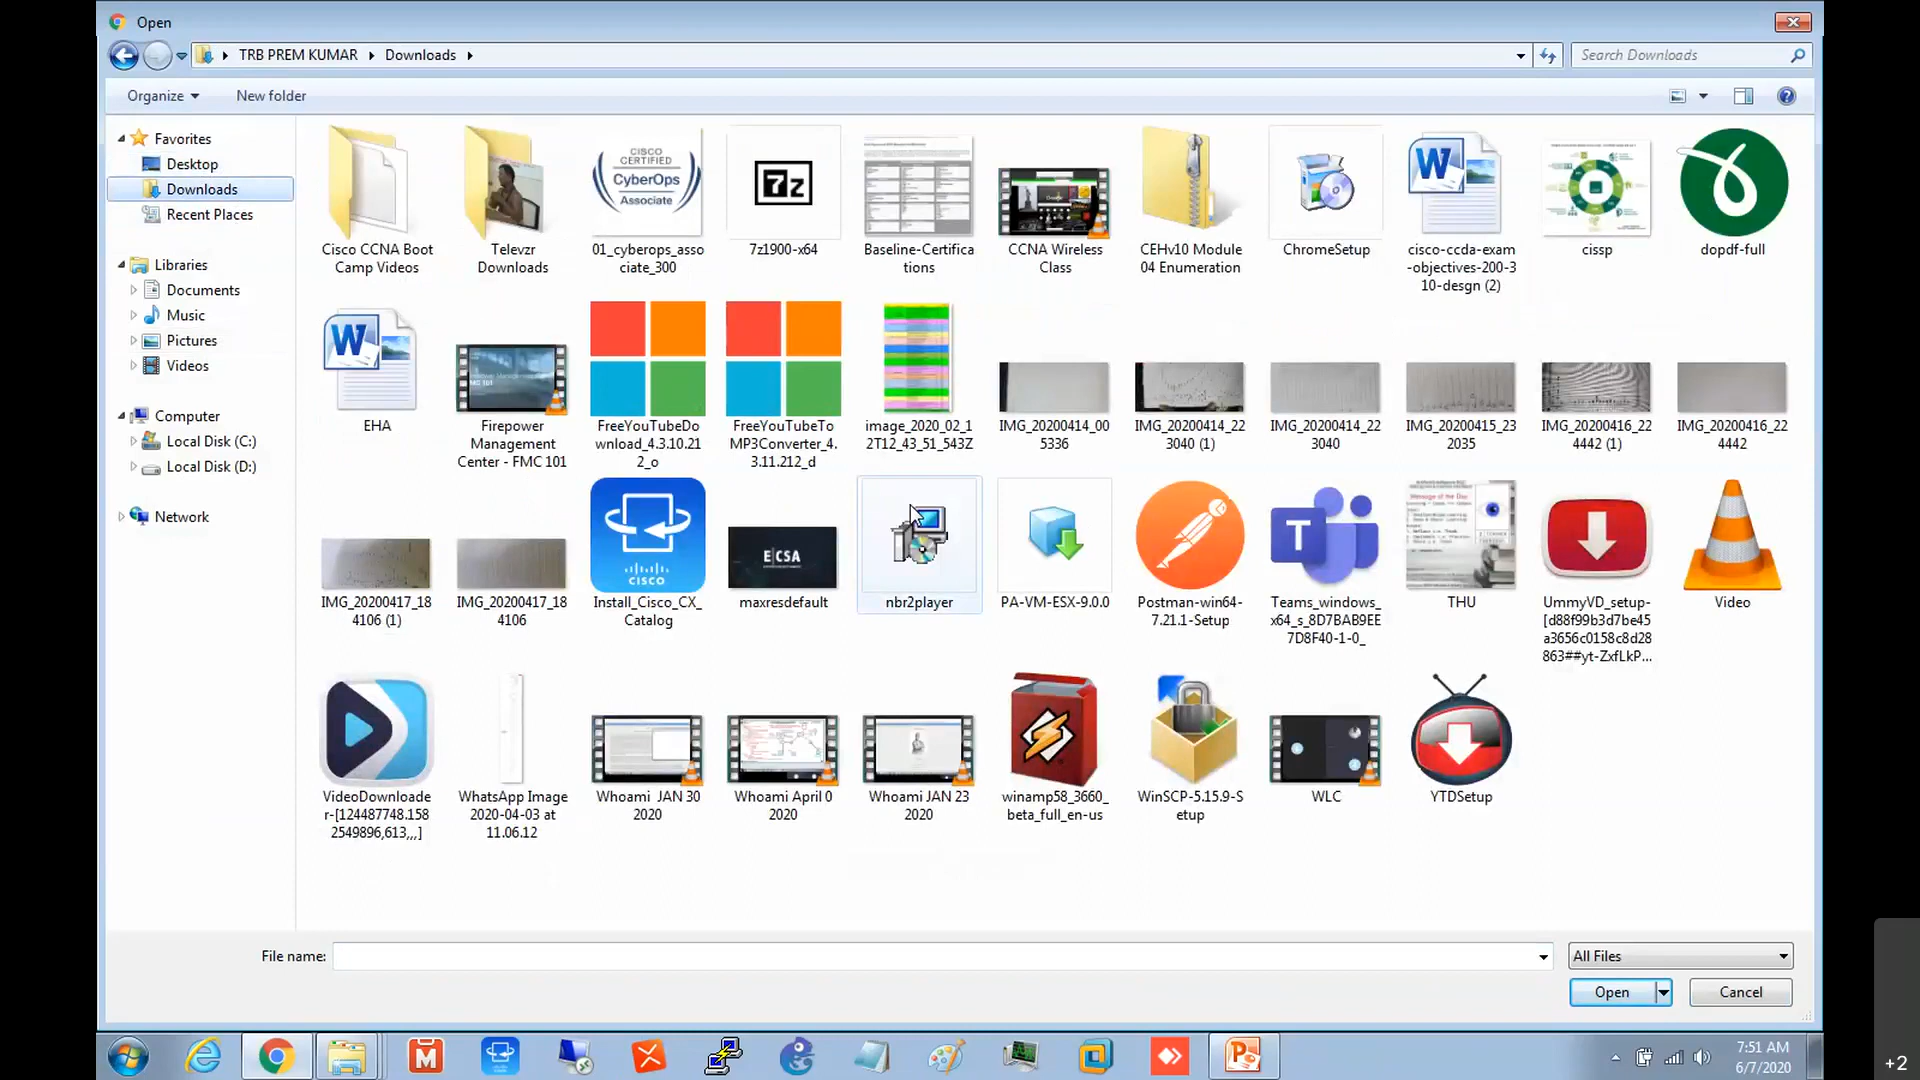 Open
TRB PREM KUMAR Downloads
Search Downloads
Organize New folder
Favorites
Desktop
Downloads
Recent Places
Libraries
Documents
Music
Pictures
Videos
Computer
Local Disk (C:)
Local Disk (D:)
Network
CISCO
CERTIFIED
CyberOps
Associate
7z
Cisco CCNA Boot
Camp Videos
Televzr
Downloads
01_cyberops_asso
ciate_300
7z1900-x64
Baseline-Certifica
tions
CCNA Wireless
Class
CEHv10 Module
04 Enumeration
ChromeSetup
cisco-ccda-exam
-objectives-200-3
10-desgn (2)
cissp
dopdf-full
EHA
Firepower
Management
Center - FMC 101
FreeYouTubeDo
wnload_4.3.10.21
2_o
FreeYouTubeTo
MP3Converter_4.
3.11.212_d
image_2020_02_1
2T12_43_51_543Z
IMG_20200414_00
5336
IMG_20200414_22
3040 (1)
IMG_20200414_22
3040
IMG_20200415_23
2035
IMG_20200416_22
4442 (1)
IMG_20200416_22
4442
CISCO
E|CSA
T
IMG_20200417_18
4106 (1)
IMG_20200417_18
4106
Install_Cisco_CX_
Catalog
maxresdefault
nbr2player
PA-VM-ESX-9.0.0
Postman-win64-
7.21.1-Setup
Teams_windows_
x64_s_8D7BAB9EE
7D8F40-1-0_
THU
UmmyVD_setup-
[d88f99b3d7be45
a3656c0158c8d28
863##yt-ZxfLkP...
Video
VideoDownloade
r-[124487748.158
2549896,613,,,]
WhatsApp Image
2020-04-03 at
11.06.12
Whoami JAN 30
2020
Whoami April 0
2020
Whoami JAN 23
2020
winamp58_3660_
beta_full_en-us
WinSCP-5.15.9-S
etup
WLC
YTDSetup
File name:
All Files
Open Cancel
7:51 AM
6/7/2020
+2